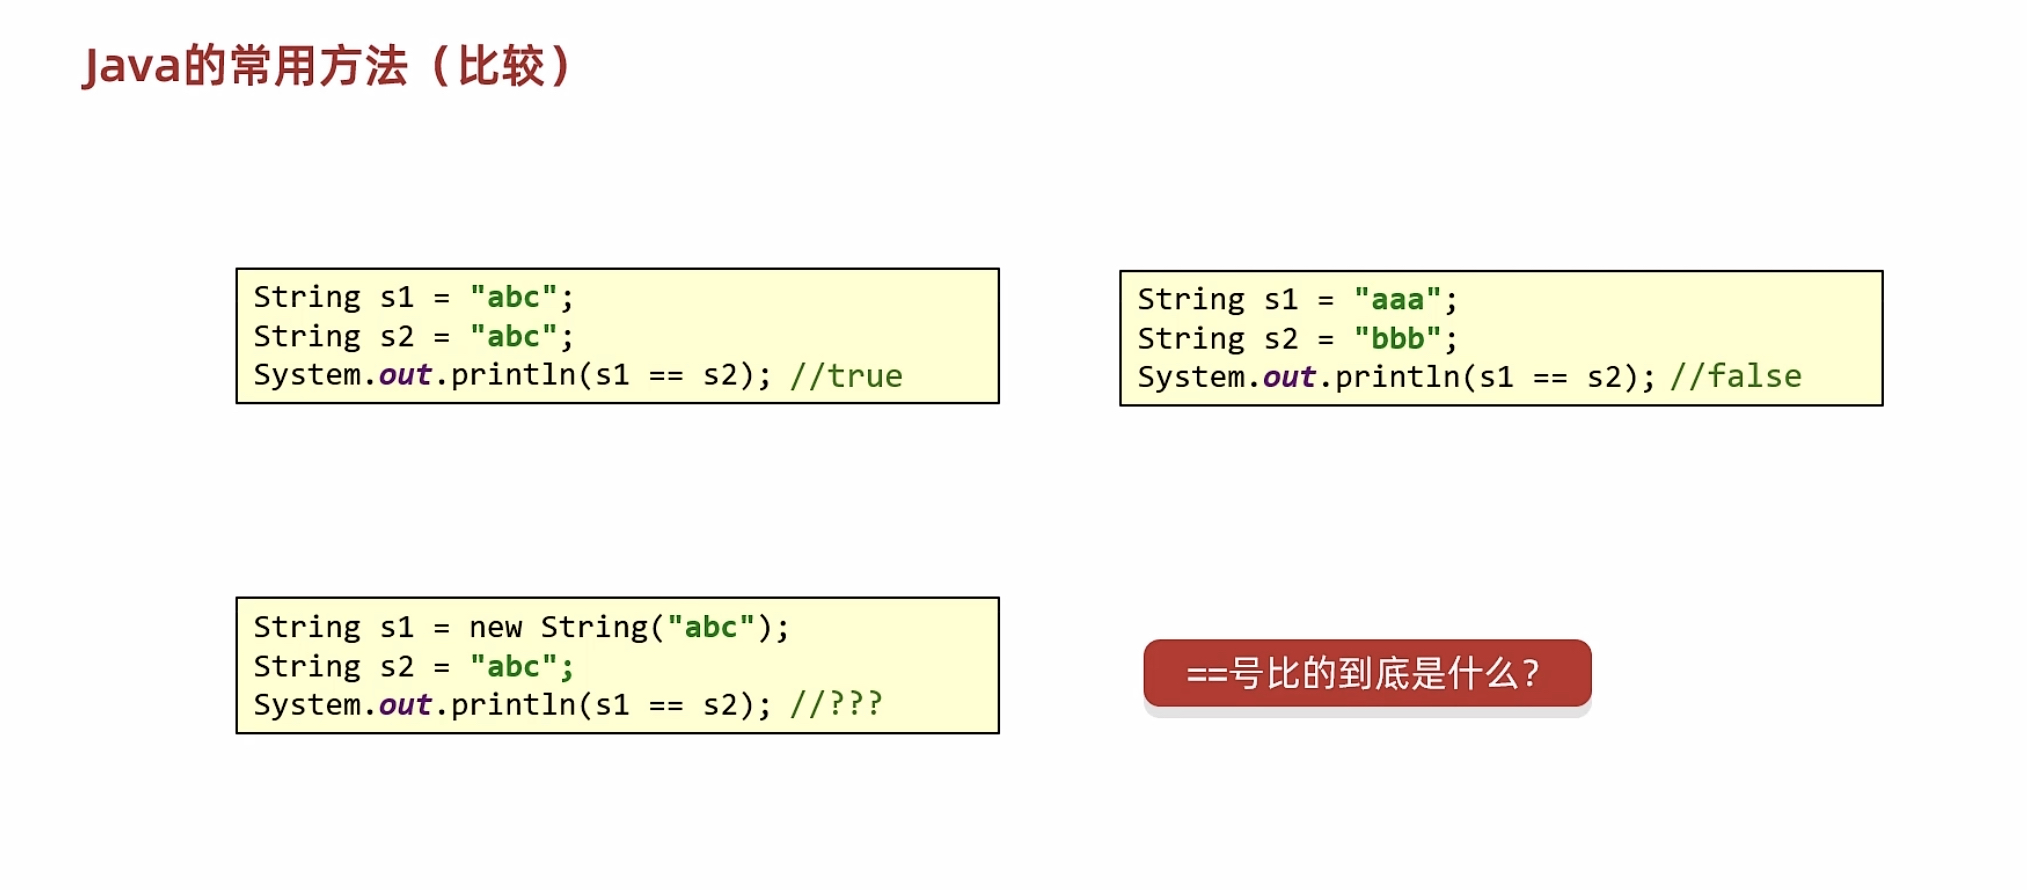 Java的常用方法（比较）
String s1 = "abc";
String s2 = "abc";
System.out.println(s1 == s2); //true
String s1 = "aaa";
String s2 = "bbb";
System.out.println(s1 == s2); //false
String s1 = new String("abc");
String s2 = "abc";
System.out.println(s1 == s2); //???
==号比的到底是什么?